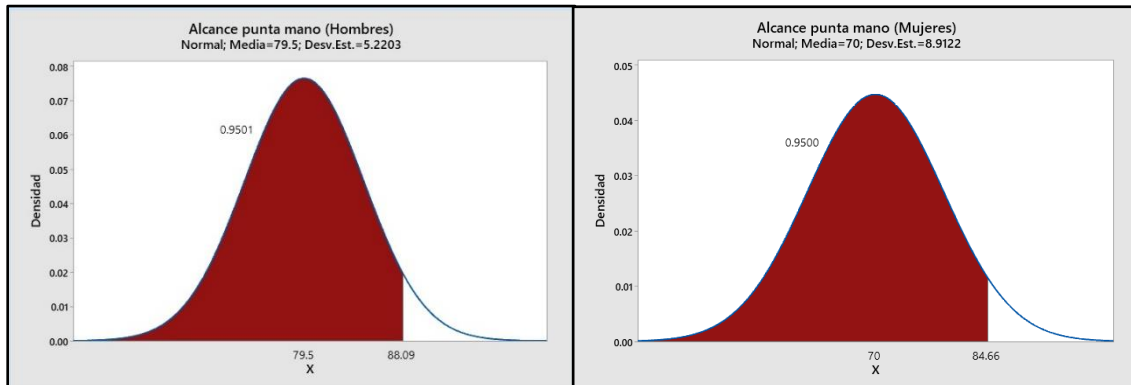 Alcance punta mano (Hombres)
Normal; Media=79.5; Desv.Est.=5.2203
0.08
0.07
0.06
0.05
0.04
0.03
0.02
0.01
0.00
Densidad
0.9501
79.5
88.09
X
Alcance punta mano (Mujeres)
Normal; Media=70; Desv.Est.=8.9122
0.05
0.04
0.03
0.02
0.01
0.00
Densidad
0.9500
70
84.66
X